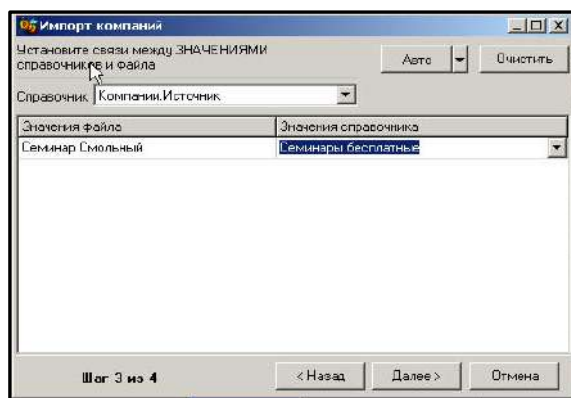 Импорт компаний
Установите связи между ЗНАЧЕНИЯМИ
справочников и файла
Авто
Очистить
Справочник Компании.Источник
Значения файла Значения справочника
Семинар Смольный Семинары бесплатные
Шаг 3 из 4 < Назад Далее > Отмена